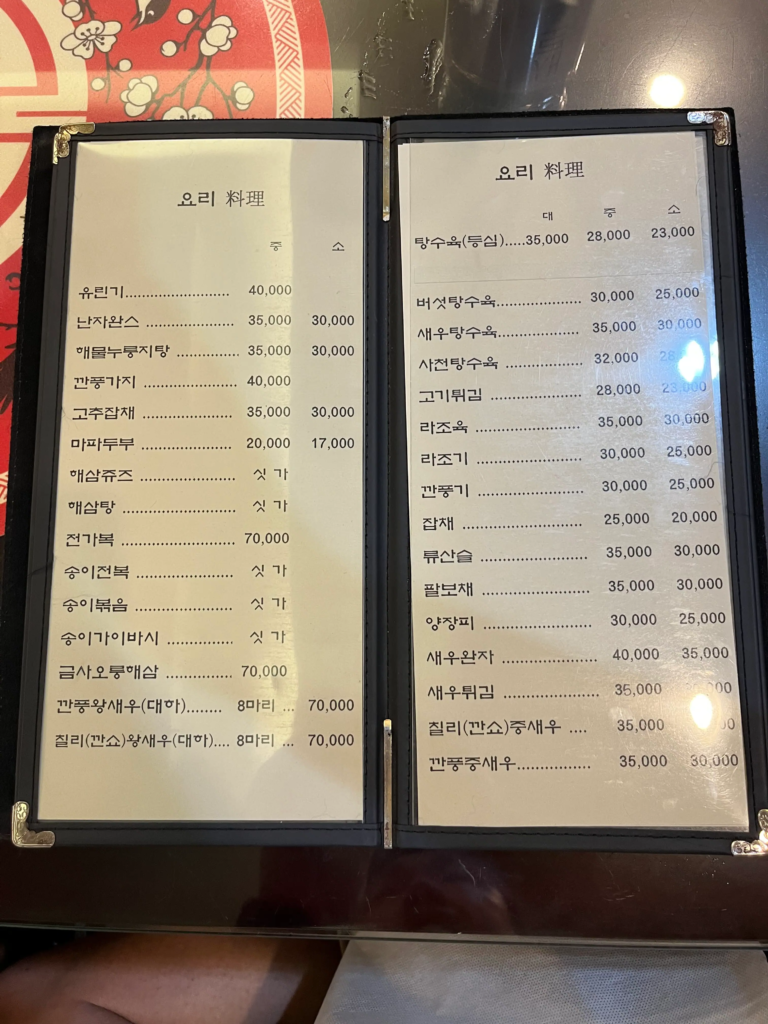 요리 料理
중 소
유린기.......................... 40,000
난자완스 ...................... 35,000 30,000
해물누룽지탕 ............... 35,000 30,000
깐풍가지 ........................ 40,000
고추잡채 ....................... 35,000 30,000
마파두부 ....................... 20,000 17,000
해삼쥬즈 ........................ 싯 가
해삼탕 ............................ 싯 가
전가복 ............................ 70,000
송이전복 ........................ 싯 가
송이볶음 ........................ 싯 가
송이가이바시 ................ 싯 가
금사오룽해삼 ................ 70,000
깐풍왕새우(대하)......... 8마리 ... 70,000
칠리(깐쇼)왕새우(대하).... 8마리 ... 70,000
요리 料理
대 중 소
탕수육(등심).....35,000 28,000 23,000
버섯탕수육..................... 30,000 25,000
새우탕수육.................... 35,000 30,000
사천탕수육 ................... 32.000
고기튀김 ...................... 28,000 23,000
라조육 .......................... 35,000 30,000
라조기 .......................... 30,000 25,000
깐풍기 .......................... 30,000 25,000
잡채 .............................. 25,000 20,000
류산슬 .......................... 35,000 30,000
팔보채 .......................... 35,000 30,000
양장피 .......................... 30,000 25,000
새우완자 ........................ 40,000 35,000
새우튀김 ........................ 35,000
칠리(깐쇼)중새우 .... 35,000
깐풍중새우.................. 35,000 30,000